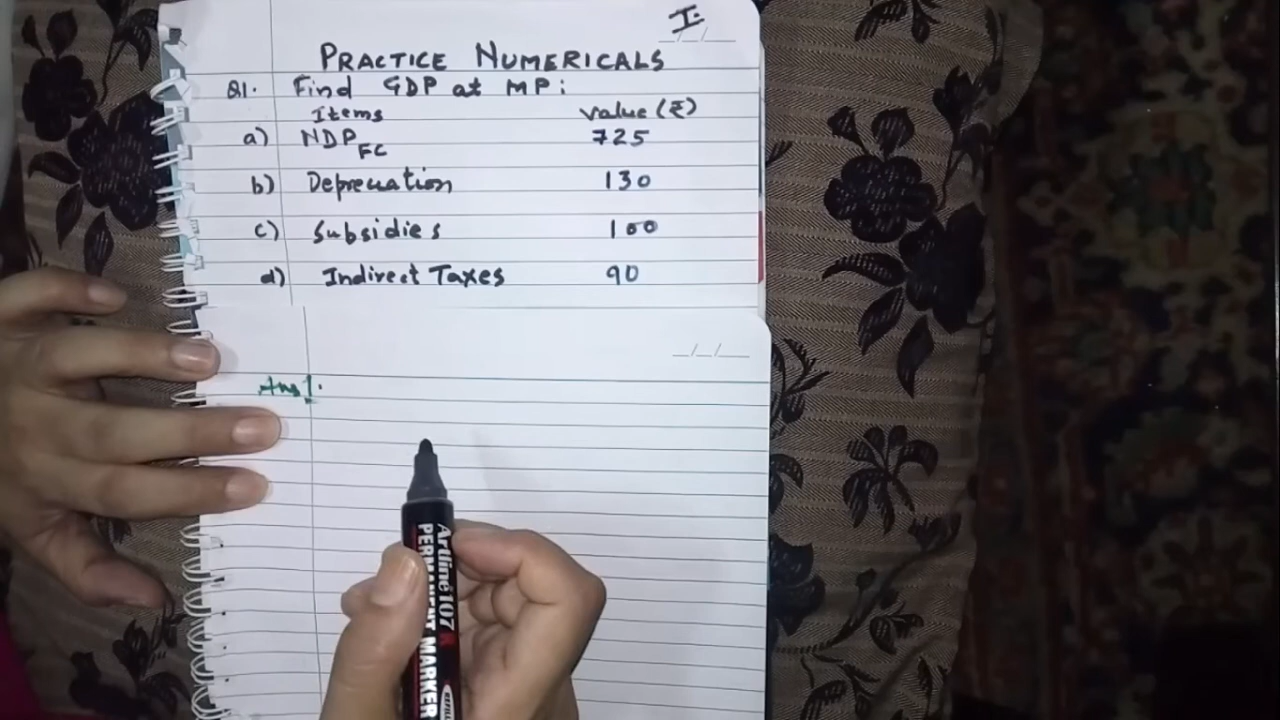 I.
PRACTICE NUMERICALS
Q1. Find GDP at MP:
Items Value (₹)
a) NDP FC 725
b) Depreciation 130
c) Subsidies 100
d) Indirect Taxes 90
Ans 1.
Artline 107
PERMANENT MARKER